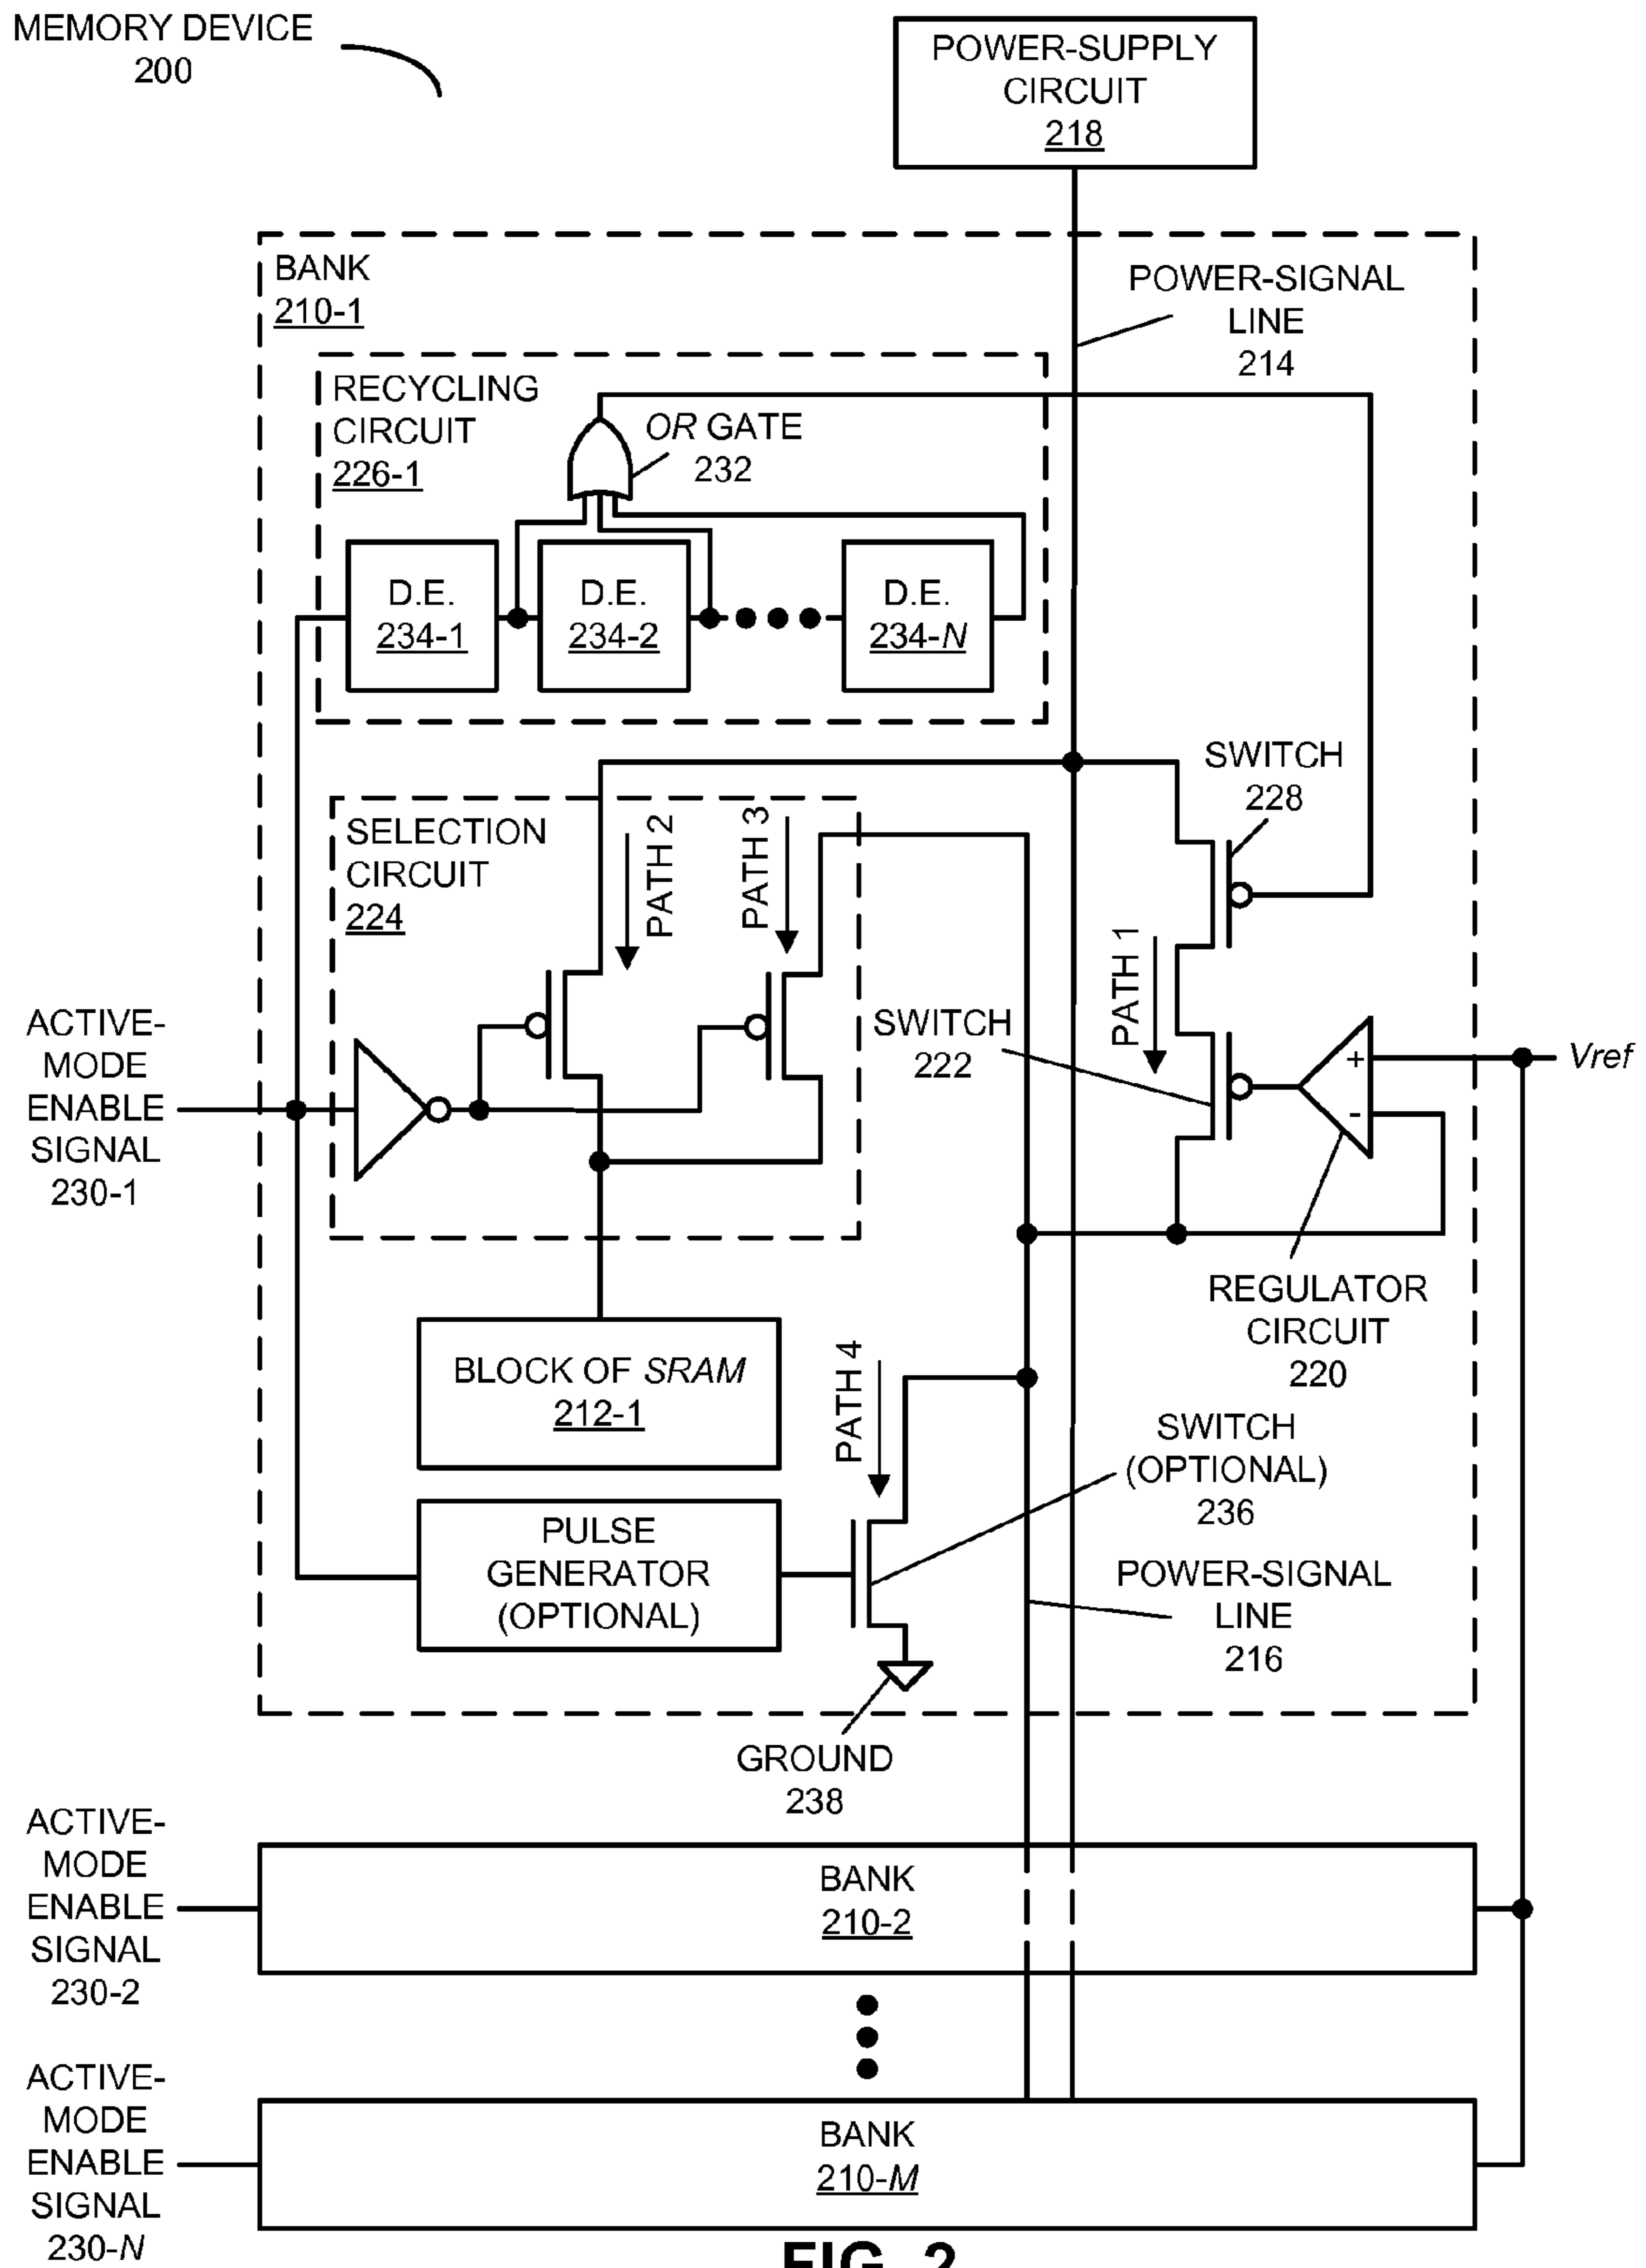 MEMORY DEVICE
200
POWER-SUPPLY
CIRCUIT
218
BANK
210-1
POWER-SIGNAL
LINE
214
RECYCLING
CIRCUIT
226-1
OR GATE
232
D.E.
234-1
D.E.
234-2
D.E.
234-N
SWITCH
228
SELECTION
CIRCUIT
224
PATH 2
PATH 3
PATH 1
SWITCH
222
ACTIVE-
MODE
ENABLE
SIGNAL
230-1
+
-
Vref
REGULATOR
CIRCUIT
220
BLOCK OF SRAM
212-1
PATH 4
SWITCH
(OPTIONAL)
236
PULSE
GENERATOR
(OPTIONAL)
POWER-SIGNAL
LINE
216
GROUND
238
ACTIVE-
MODE
ENABLE
SIGNAL
230-2
BANK
210-2
ACTIVE-
MODE
ENABLE
SIGNAL
230-N
BANK
210-M
FIG. 2